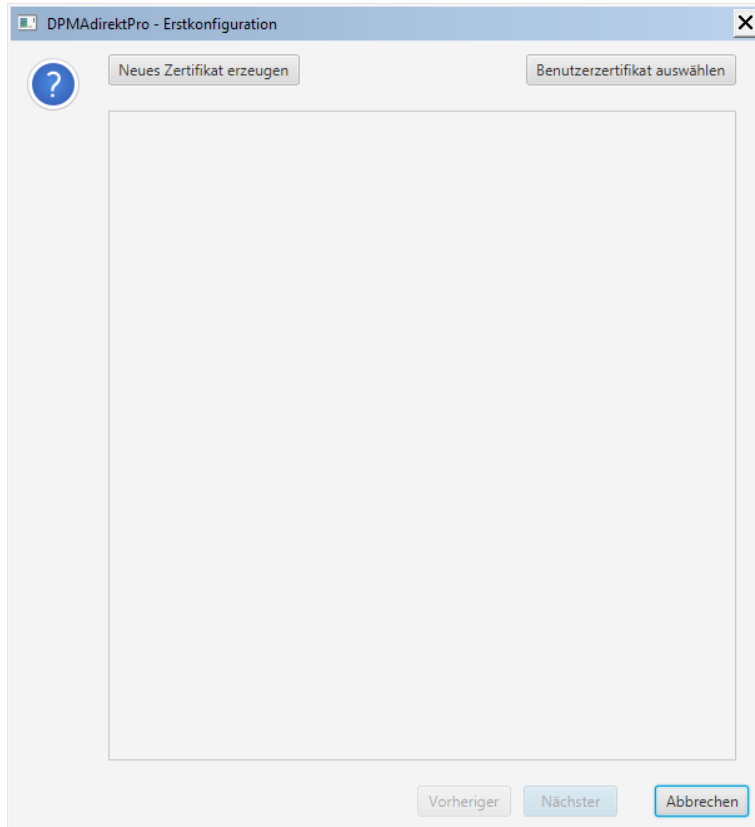 DPMAdirektPro - Erstkonfiguration
Neues Zertifikat erzeugen Benutzerzertifikat auswählen
Vorheriger Nächster Abbrechen